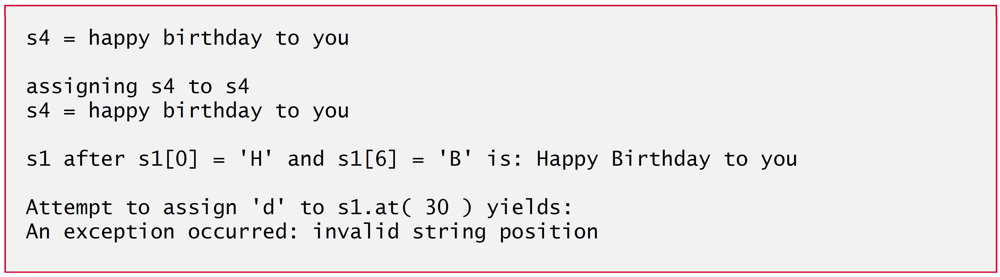 s4 = happy birthday to you
assigning s4 to s4
s4 = happy birthday to you
s1 after s1[0] = 'H' and s1[6] = 'B' is: Happy Birthday to you
Attempt to assign 'd' to s1.at( 30 ) yields:
An exception occurred: invalid string position